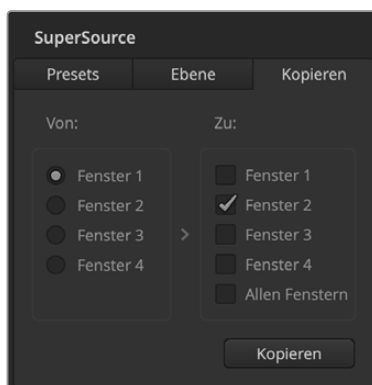 SuperSource
Presets Ebene Kopieren
Von: Zu:
Fenster 1 Fenster 1
Fenster 2 Fenster 2
Fenster 3 > Fenster 3
Fenster 4 Fenster 4
Allen Fenstern
Kopieren